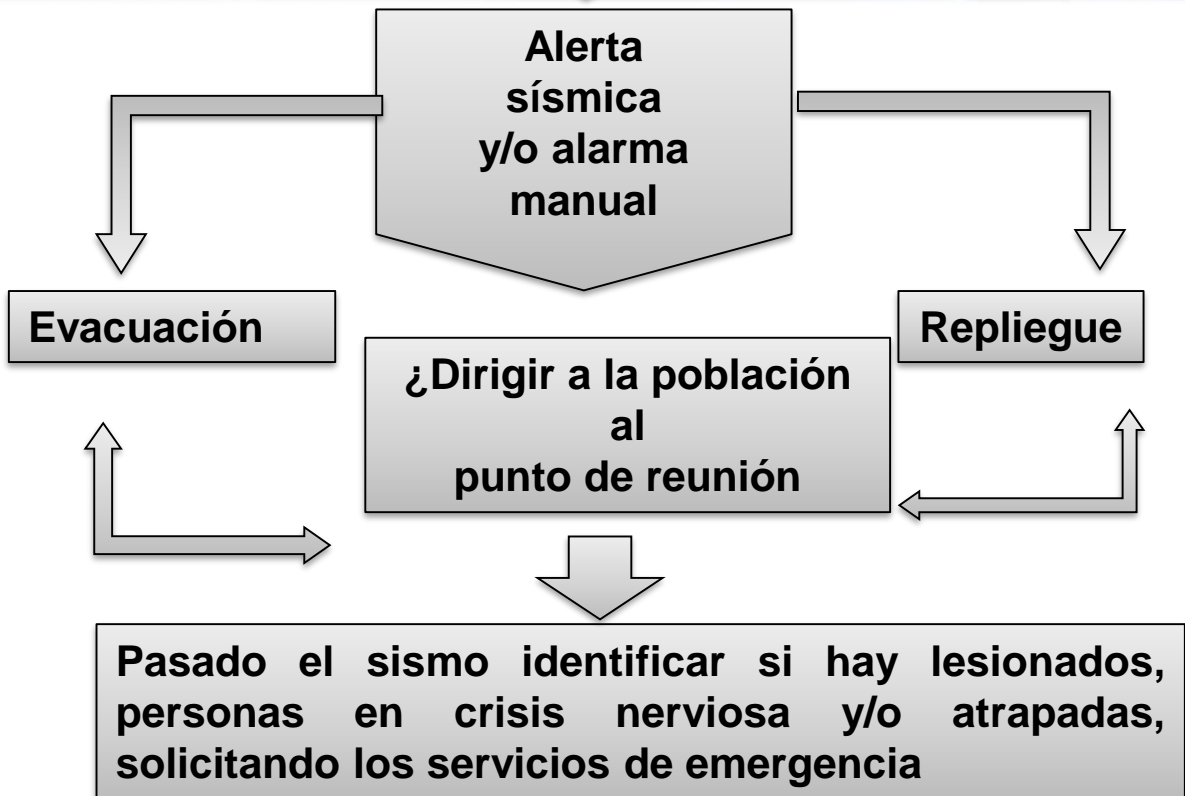 Alerta
sísmica
y/o alarma
manual
Evacuación
Repliegue
¿Dirigir a la población
al
punto de reunión
Pasado el sismo identificar si hay lesionados,
personas en crisis nerviosa y/o atrapadas,
solicitando los servicios de emergencia